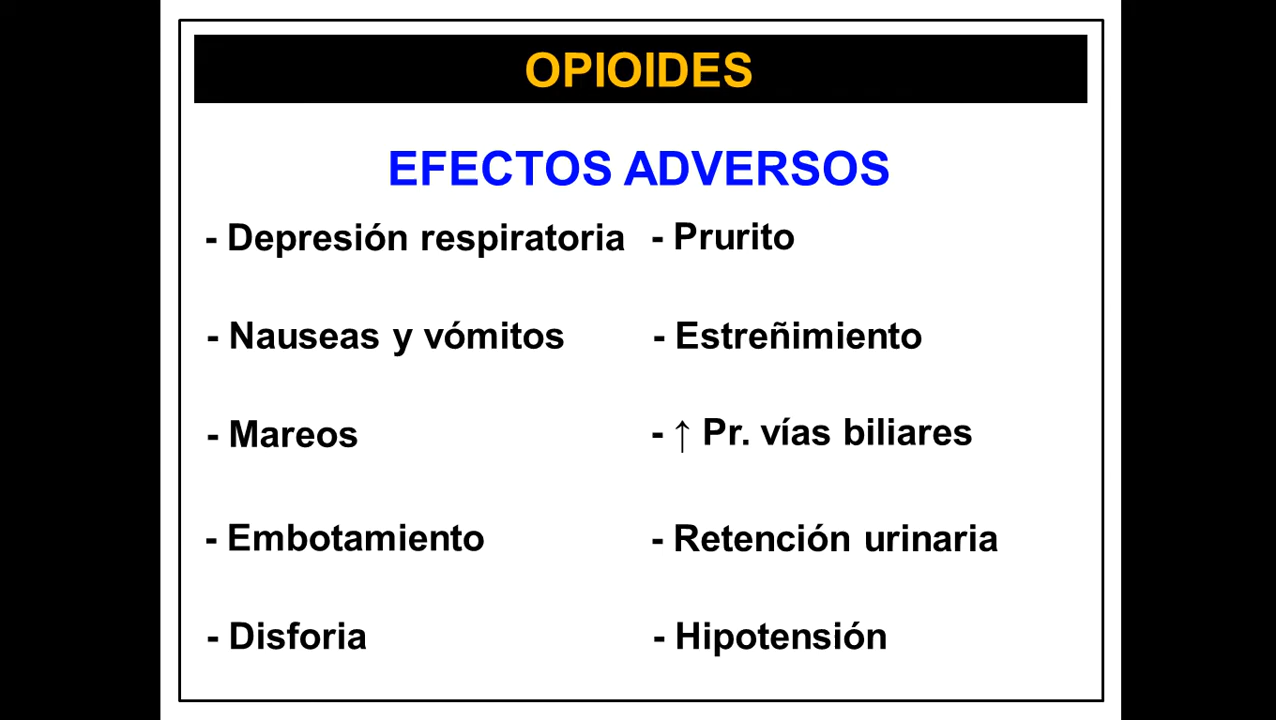 OPIOIDES
EFECTOS ADVERSOS
- Depresión respiratoria
- Nauseas y vómitos
- Mareos
- Embotamiento
- Disforia
- Prurito
- Estreñimiento
- ↑ Pr. vías biliares
- Retención urinaria
- Hipotensión